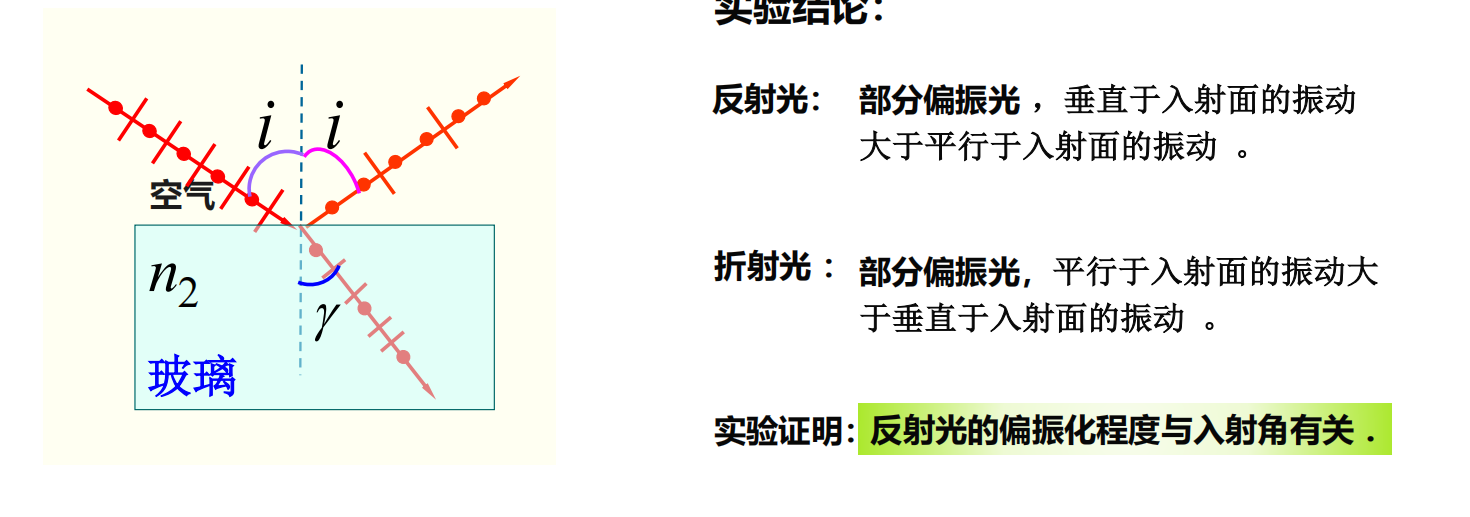 实验结论：
反射光： 部分偏振光 ，垂直于入射面的振动
大于平行于入射面的振动 。
折射光 ： 部分偏振光，平行于入射面的振动大
于垂直于入射面的振动 。
实验证明：反射光的偏振化程度与入射角有关 .
i i
空气
n₂
γ
玻璃